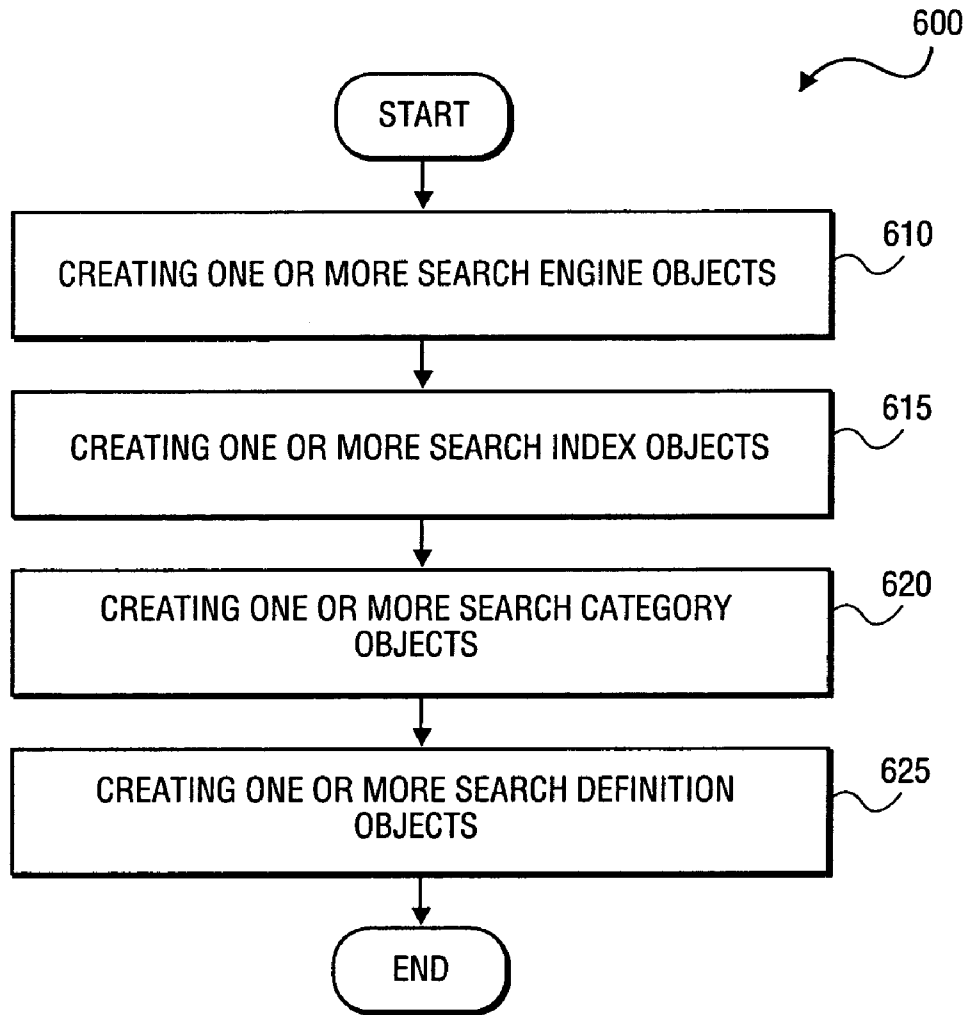 600
START
CREATING ONE OR MORE SEARCH ENGINE OBJECTS
610
CREATING ONE OR MORE SEARCH INDEX OBJECTS
615
CREATING ONE OR MORE SEARCH CATEGORY
OBJECTS
620
CREATING ONE OR MORE SEARCH DEFINITION
OBJECTS
625
END